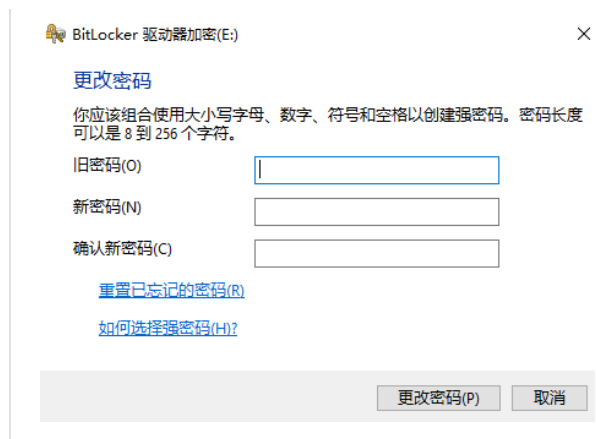 BitLocker 驱动器加密(E:)
更改密码
你应该组合使用大小写字母、数字、符号和空格以创建强密码。密码长度
可以是 8 到 256 个字符。
旧密码(O)
新密码(N)
确认新密码(C)
重置已忘记的密码(R)
如何选择强密码(H)?
更改密码(P) 取消